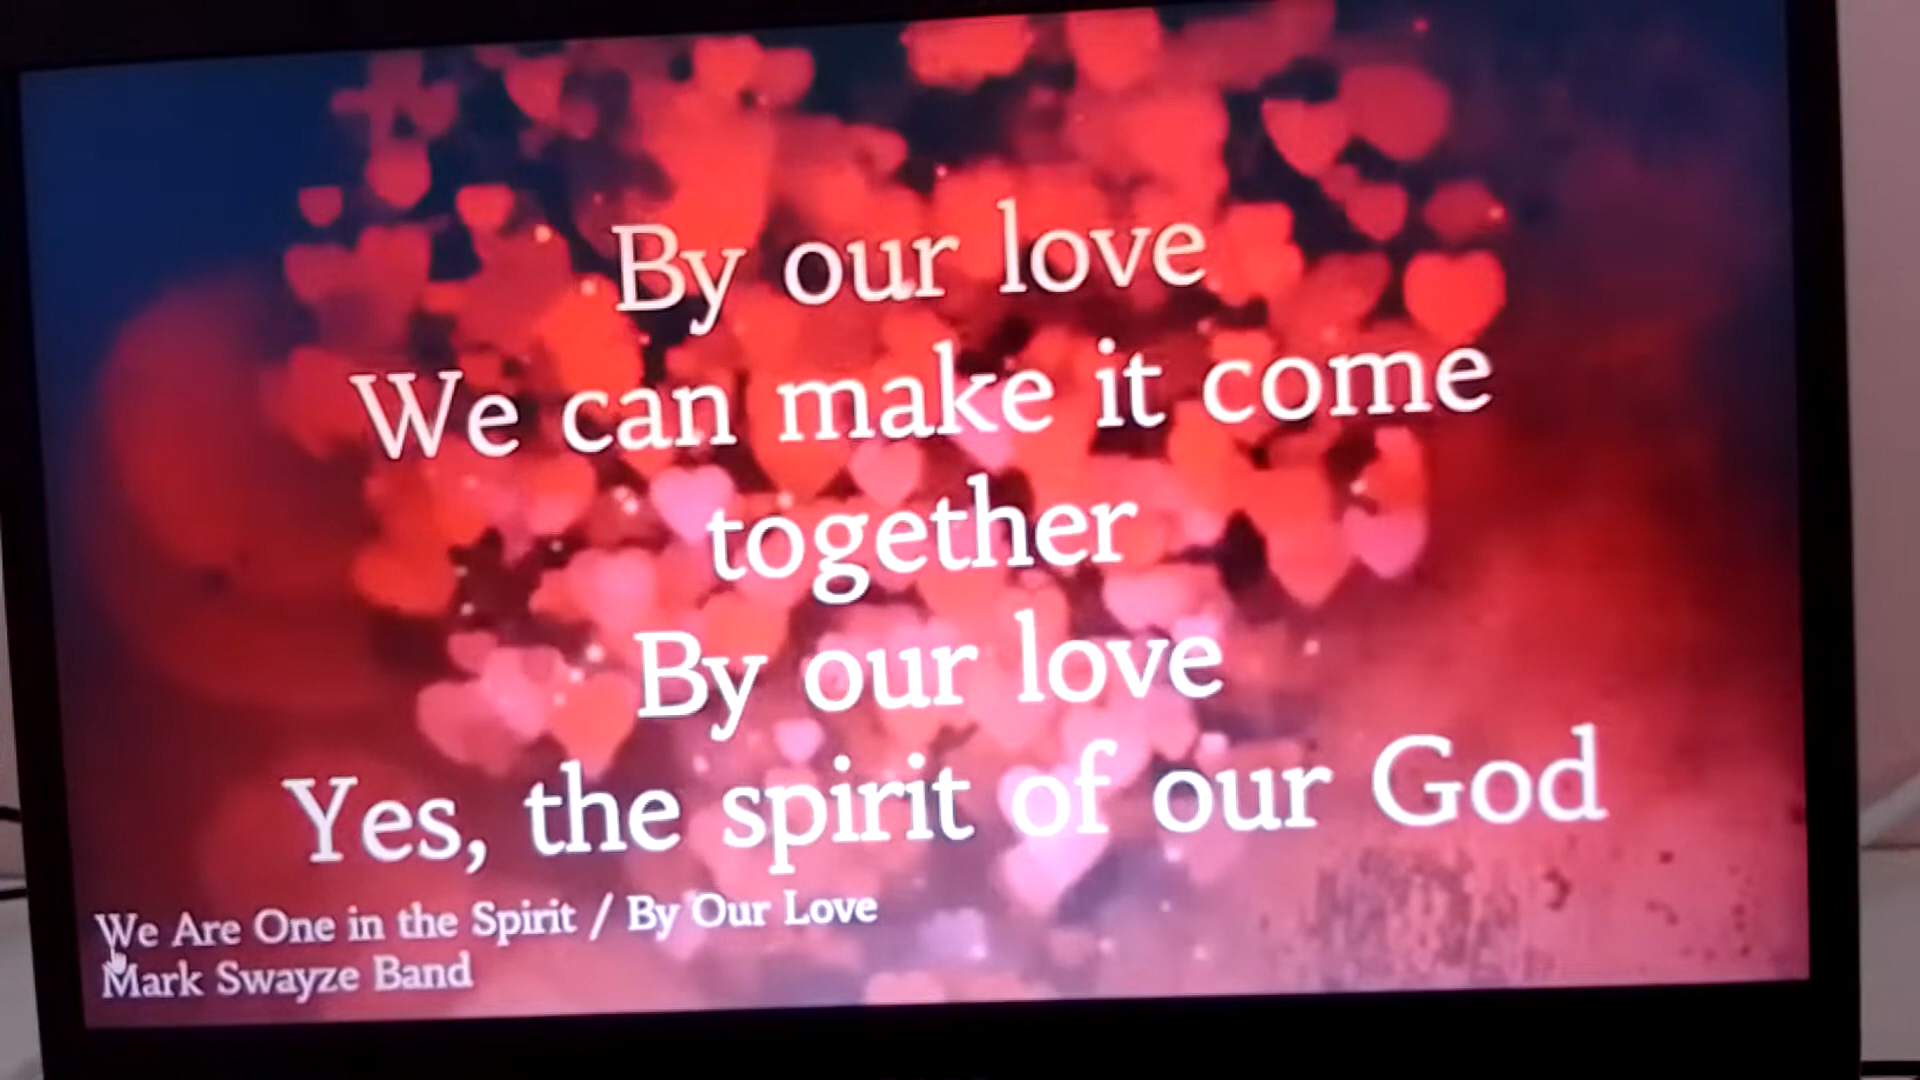 By our love
We can make it come
together
By our love
Yes, the spirit of our God
We Are One in the Spirit / By Our Love
Mark Swayze Band